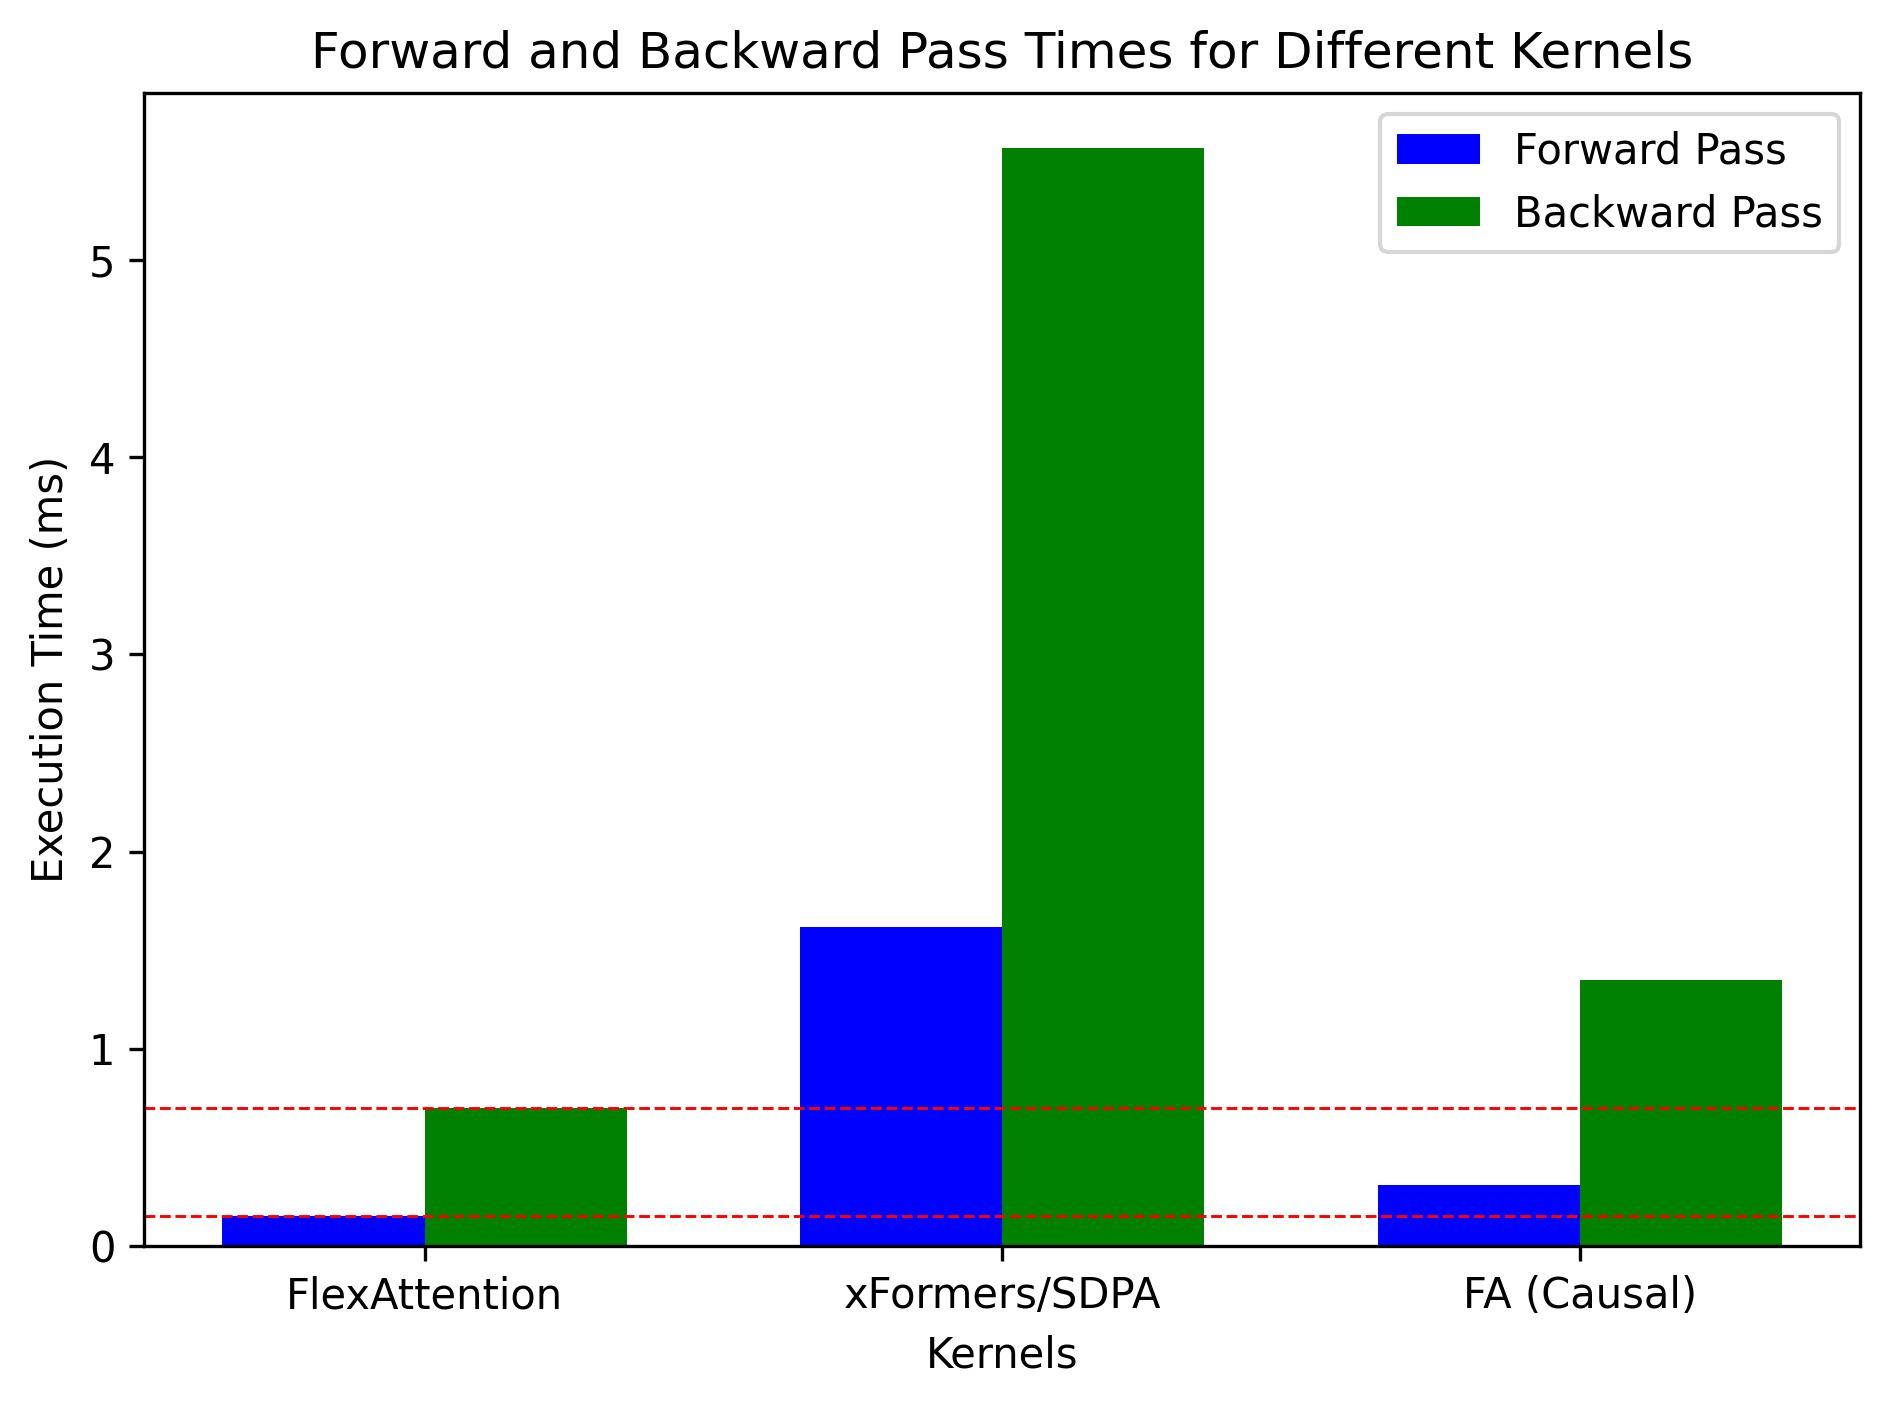 Forward and Backward Pass Times for Different Kernels
Forward Pass
Backward Pass
Execution Time (ms)
5
4
3
2
1
0
FlexAttention
xFormers/SDPA
FA (Causal)
Kernels